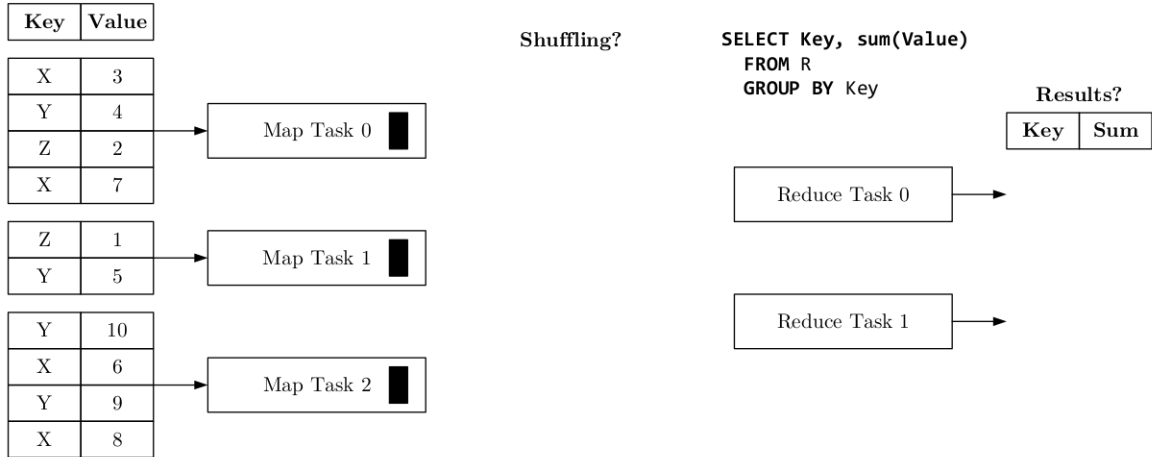 Key Value
X 3
Y 4
Z 2
X 7
Map Task 0
Z 1
Y 5
Map Task 1
Y 10
X 6
Y 9
X 8
Map Task 2
Shuffling?
SELECT Key, sum(Value)
FROM R
GROUP BY Key
Results?
Key Sum
Reduce Task 0
Reduce Task 1